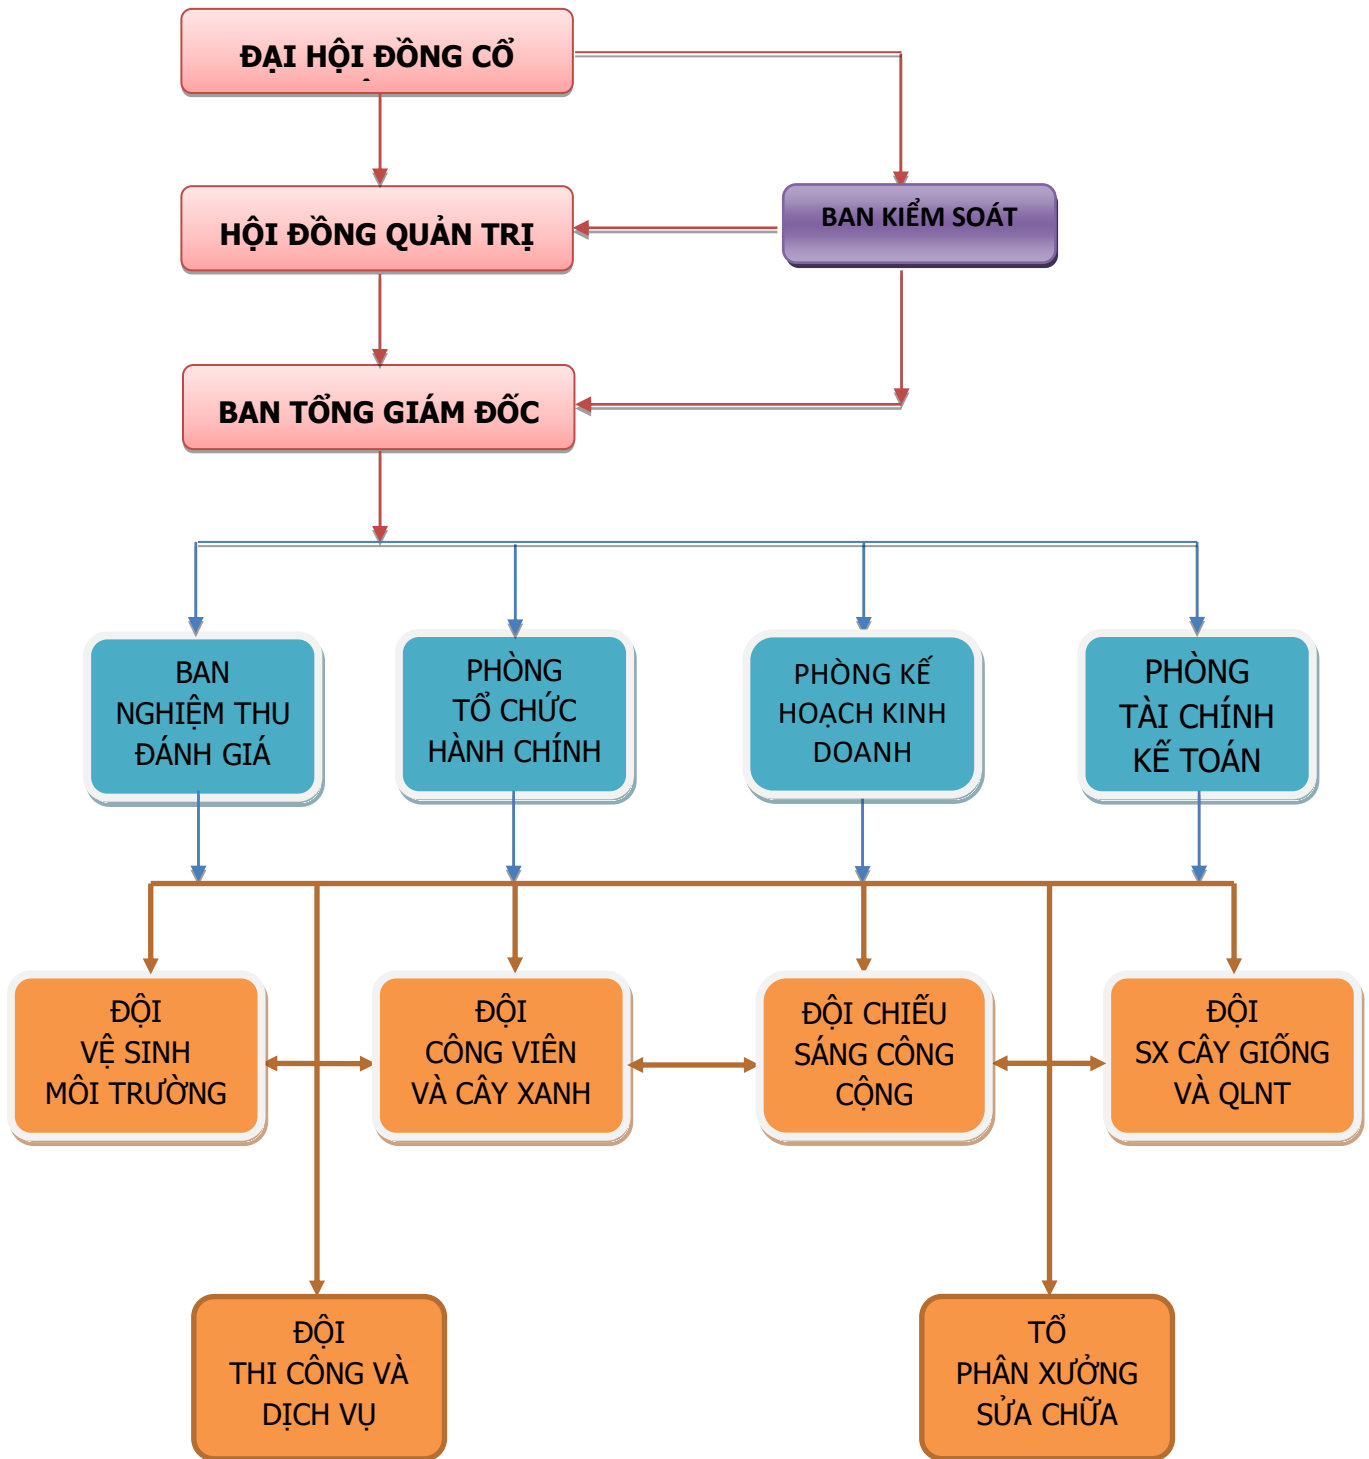 ĐẠI HỘI ĐỒNG CỔ
HỘI ĐỒNG QUẢN TRỊ
BAN KIỂM SOÁT
BAN TỔNG GIÁM ĐỐC
BAN
NGHIỆM THU
ĐÁNH GIÁ
PHÒNG
TỔ CHỨC
HÀNH CHÍNH
PHÒNG KẾ
HOẠCH KINH
DOANH
PHÒNG
TÀI CHÍNH
KẾ TOÁN
ĐỘI
VỆ SINH
MÔI TRƯỜNG
ĐỘI
CÔNG VIÊN
VÀ CÂY XANH
ĐỘI CHIẾU
SÁNG CÔNG
CỘNG
ĐỘI
SX CÂY GIỐNG
VÀ QLNT
ĐỘI
THI CÔNG VÀ
DỊCH VỤ
TỔ
PHÂN XƯỞNG
SỬA CHỮA